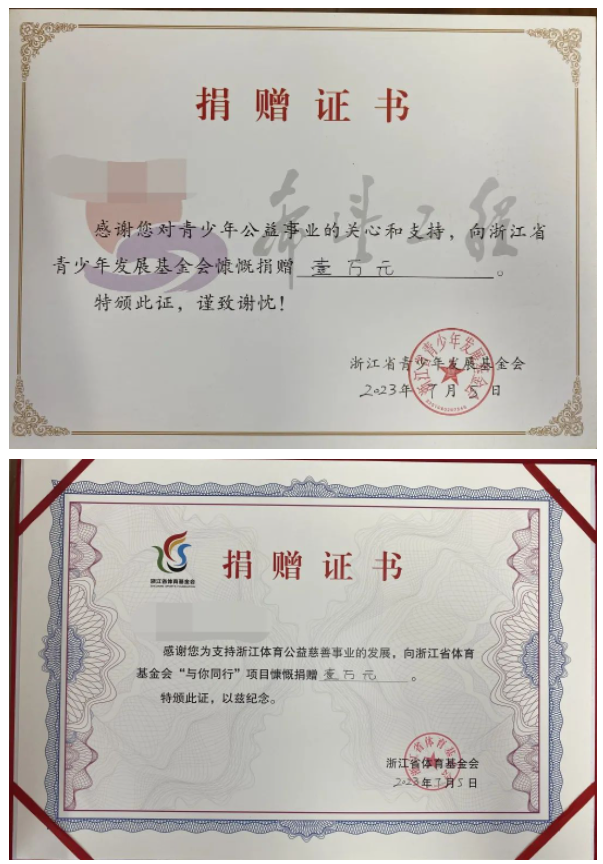 捐赠证书
感谢您对青少年公益事业的关心和支持，向浙江省
青少年发展基金会慷慨捐赠壹万元。
特颁此证，谨致谢忱！
浙江省青少年发展基金会
2023年7月5日
浙江省体育基金会
捐赠证书
感谢您为支持浙江体育公益慈善事业的发展，向浙江省体育
基金会“与你同行”项目慷慨捐赠壹万元。
特颁此证，以兹纪念。
浙江省体育基金会
2023年7月5日